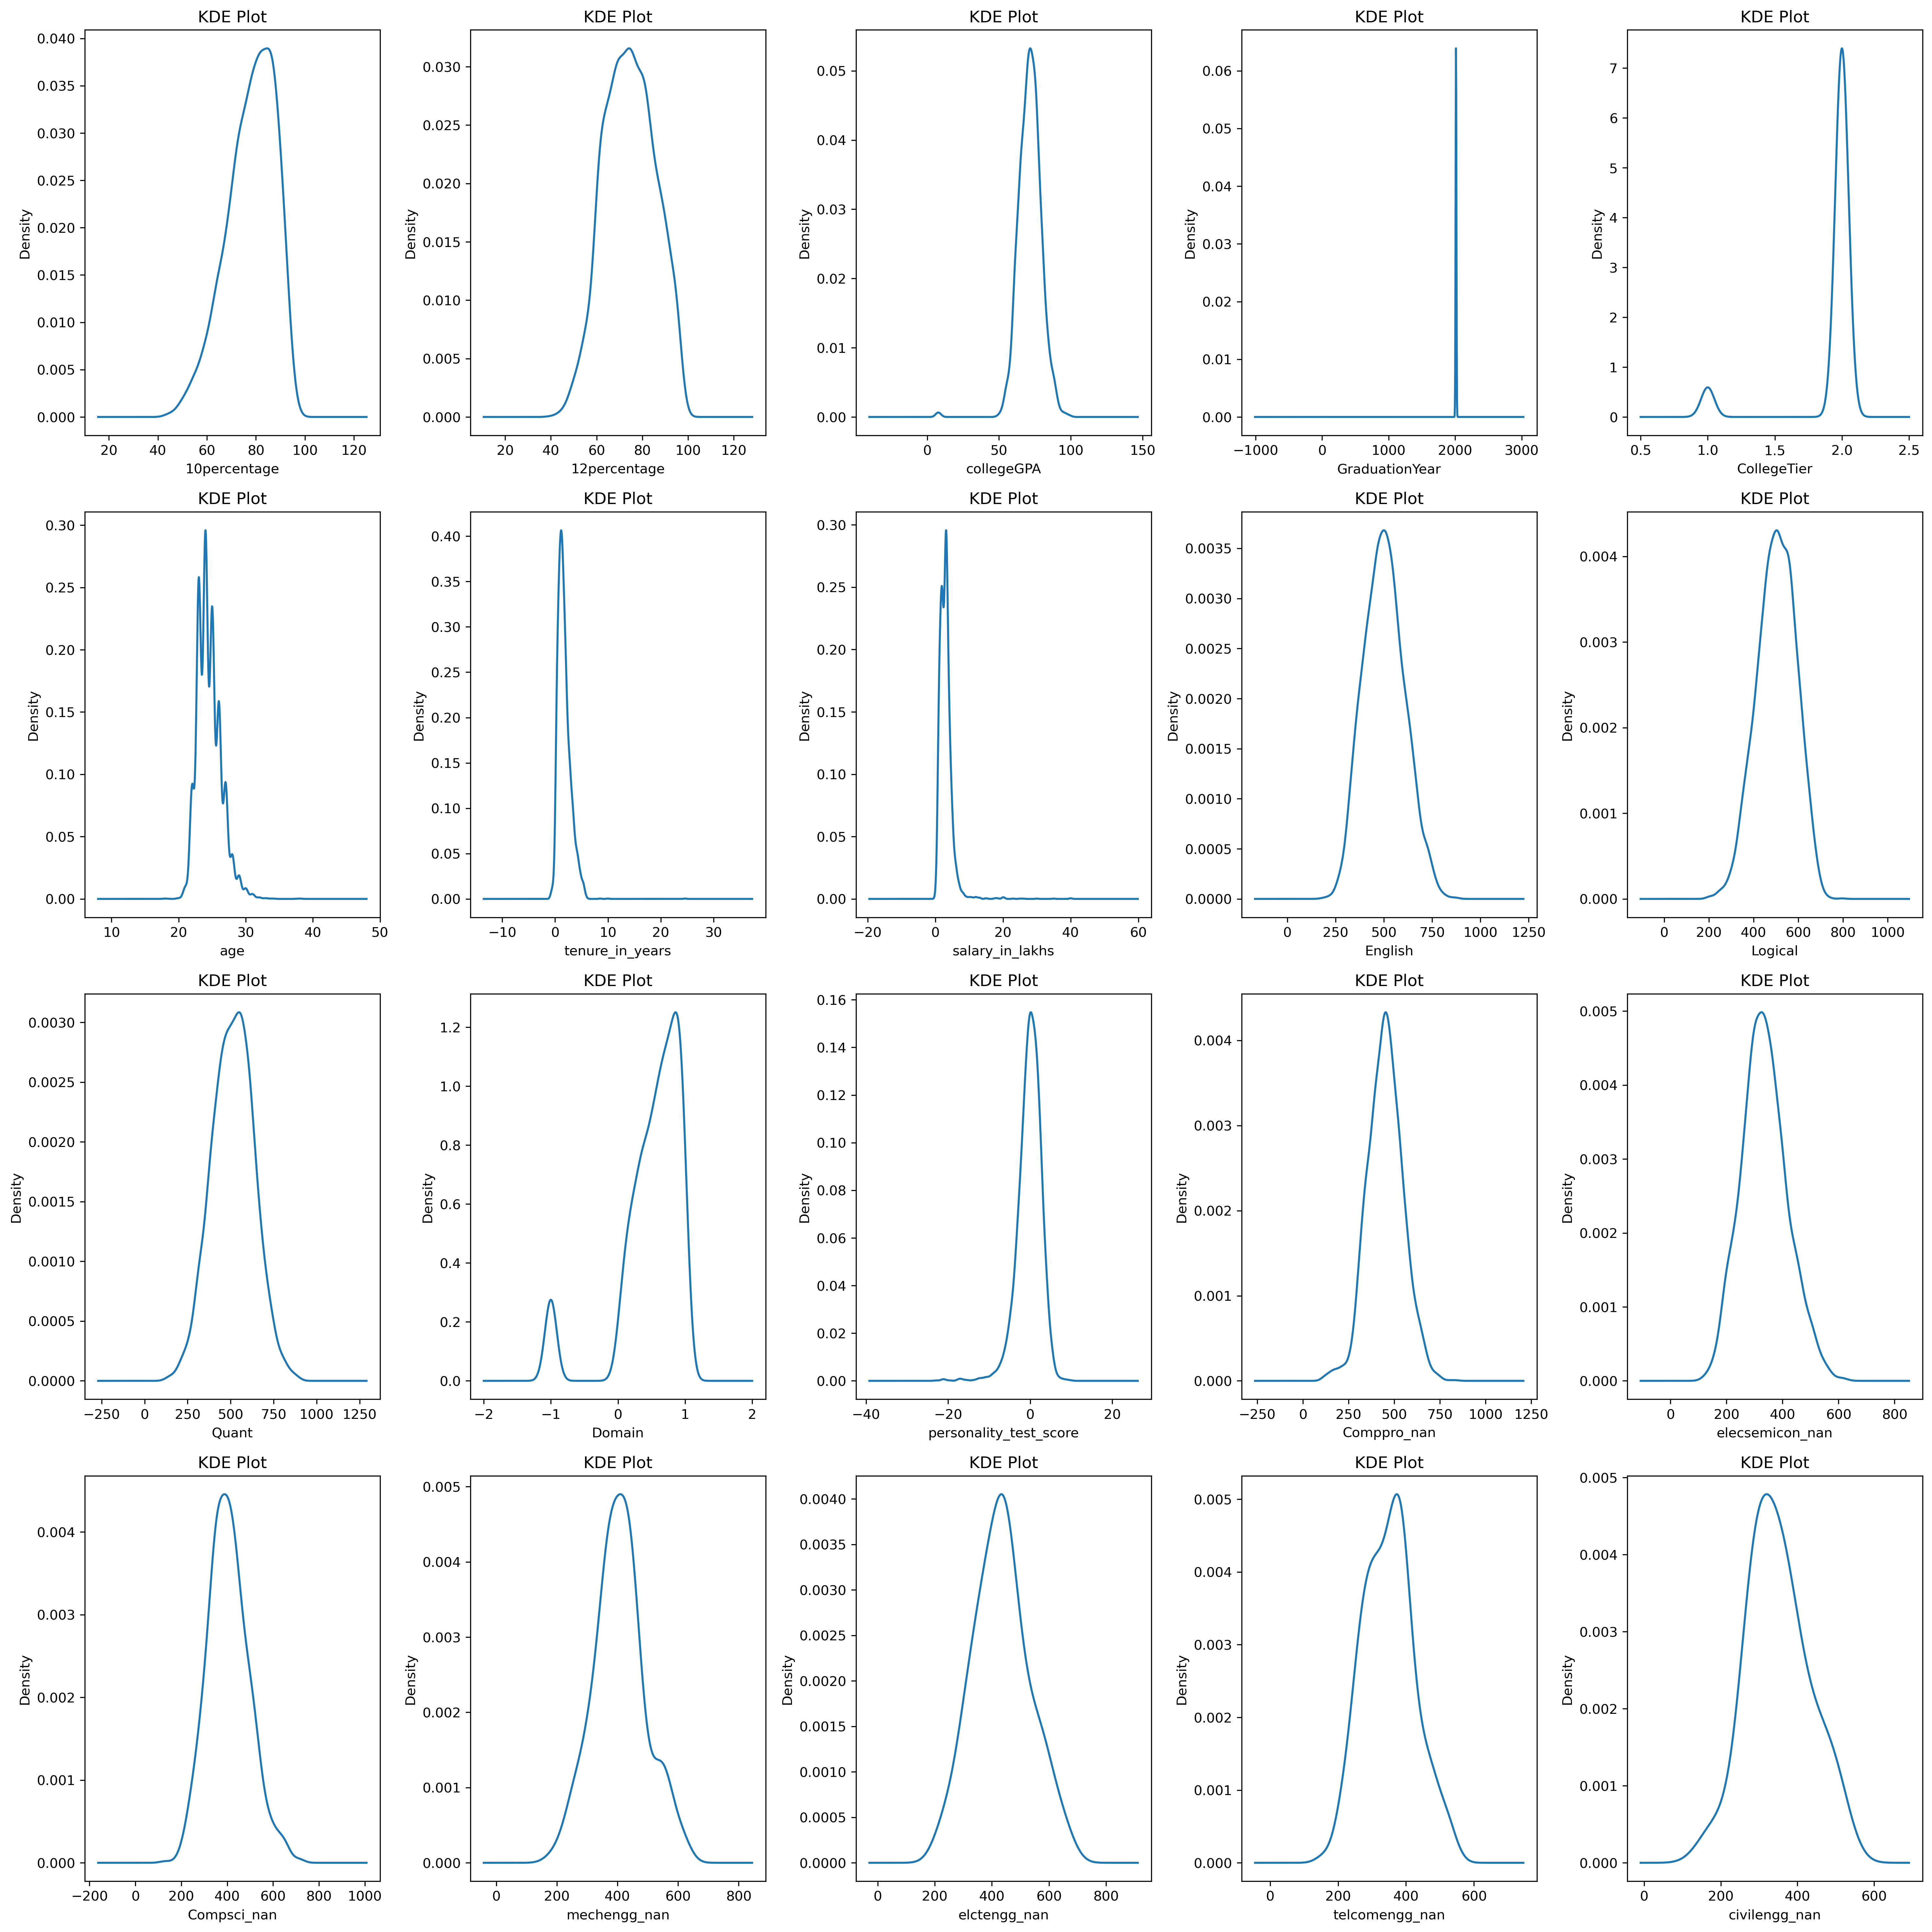 KDE Plot KDE Plot KDE Plot KDE Plot KDE Plot
0.040
0.035
0.030
0.025
0.020
0.015
0.010
0.005
0.000
Density
20 40 60 80 100 120
10percentage
0.030
0.025
0.020
0.015
0.010
0.005
0.000
Density
20 40 60 80 100 120
12percentage
0.05
0.04
0.03
0.02
0.01
0.00
Density
0 50 100 150
collegeGPA
0.06
0.05
0.04
0.03
0.02
0.01
0.00
Density
−1000 0 1000 2000 3000
GraduationYear
7
6
5
4
3
2
1
0
Density
0.5 1.0 1.5 2.0 2.5
CollegeTier
KDE Plot KDE Plot KDE Plot KDE Plot KDE Plot
0.30
0.25
0.20
0.15
0.10
0.05
0.00
Density
10 20 30 40 50
age
0.40
0.35
0.30
0.25
0.20
0.15
0.10
0.05
0.00
Density
−10 0 10 20 30
tenure_in_years
0.30
0.25
0.20
0.15
0.10
0.05
0.00
Density
−20 0 20 40 60
salary_in_lakhs
0.0035
0.0030
0.0025
0.0020
0.0015
0.0010
0.0005
0.0000
Density
0 250 500 750 1000 1250
English
0.004
0.003
0.002
0.001
0.000
Density
0 200 400 600 800 1000
Logical
KDE Plot KDE Plot KDE Plot KDE Plot KDE Plot
0.0030
0.0025
0.0020
0.0015
0.0010
0.0005
0.0000
Density
−250 0 250 500 750 1000 1250
Quant
1.2
1.0
0.8
0.6
0.4
0.2
0.0
Density
−2 −1 0 1 2
Domain
0.16
0.14
0.12
0.10
0.08
0.06
0.04
0.02
0.00
Density
−40 −20 0 20
personality_test_score
0.004
0.003
0.002
0.001
0.000
Density
−250 0 250 500 750 1000 1250
Comppro_nan
0.005
0.004
0.003
0.002
0.001
0.000
Density
0 200 400 600 800
elecsemicon_nan
KDE Plot KDE Plot KDE Plot KDE Plot KDE Plot
0.004
0.003
0.002
0.001
0.000
Density
−200 0 200 400 600 800 1000
Compsci_nan
0.005
0.004
0.003
0.002
0.001
0.000
Density
0 200 400 600 800
mechengg_nan
0.0040
0.0035
0.0030
0.0025
0.0020
0.0015
0.0010
0.0005
0.0000
Density
0 200 400 600 800
elctengg_nan
0.005
0.004
0.003
0.002
0.001
0.000
Density
0 200 400 600
telcomengg_nan
0.005
0.004
0.003
0.002
0.001
0.000
Density
0 200 400 600
civilengg_nan